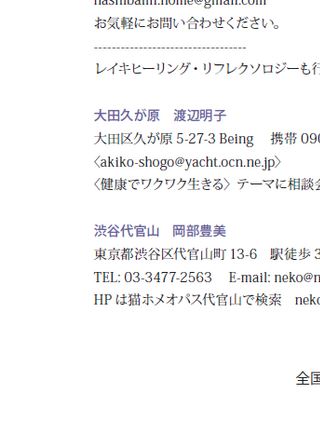 hashibami.home@gmail.com
お気軽にお問い合わせください。
----------------------------------
レイキヒーリング・リフレクソロジーも行
大田久が原　渡辺明子
大田区久が原 5-27-3 Being　携帯 090
〈akiko-shogo@yacht.ocn.ne.jp〉
〈健康でワクワク生きる〉テーマに相談会
渋谷代官山　岡部豊美
東京都渋谷区代官山町 13-6　駅徒歩 3
TEL: 03-3477-2563　E-mail: neko@n
HP は猫ホメオパス代官山で検索　neko
全国